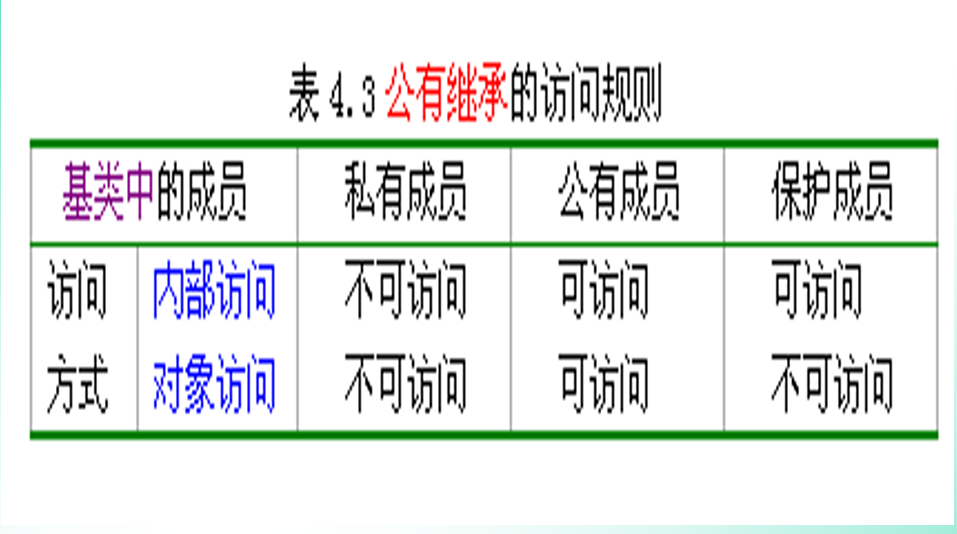 表 4.3 公有继承的访问规则
基类中的成员 私有成员 公有成员 保护成员
访问 内部访问 不可访问 可访问 可访问
方式 对象访问 不可访问 可访问 不可访问